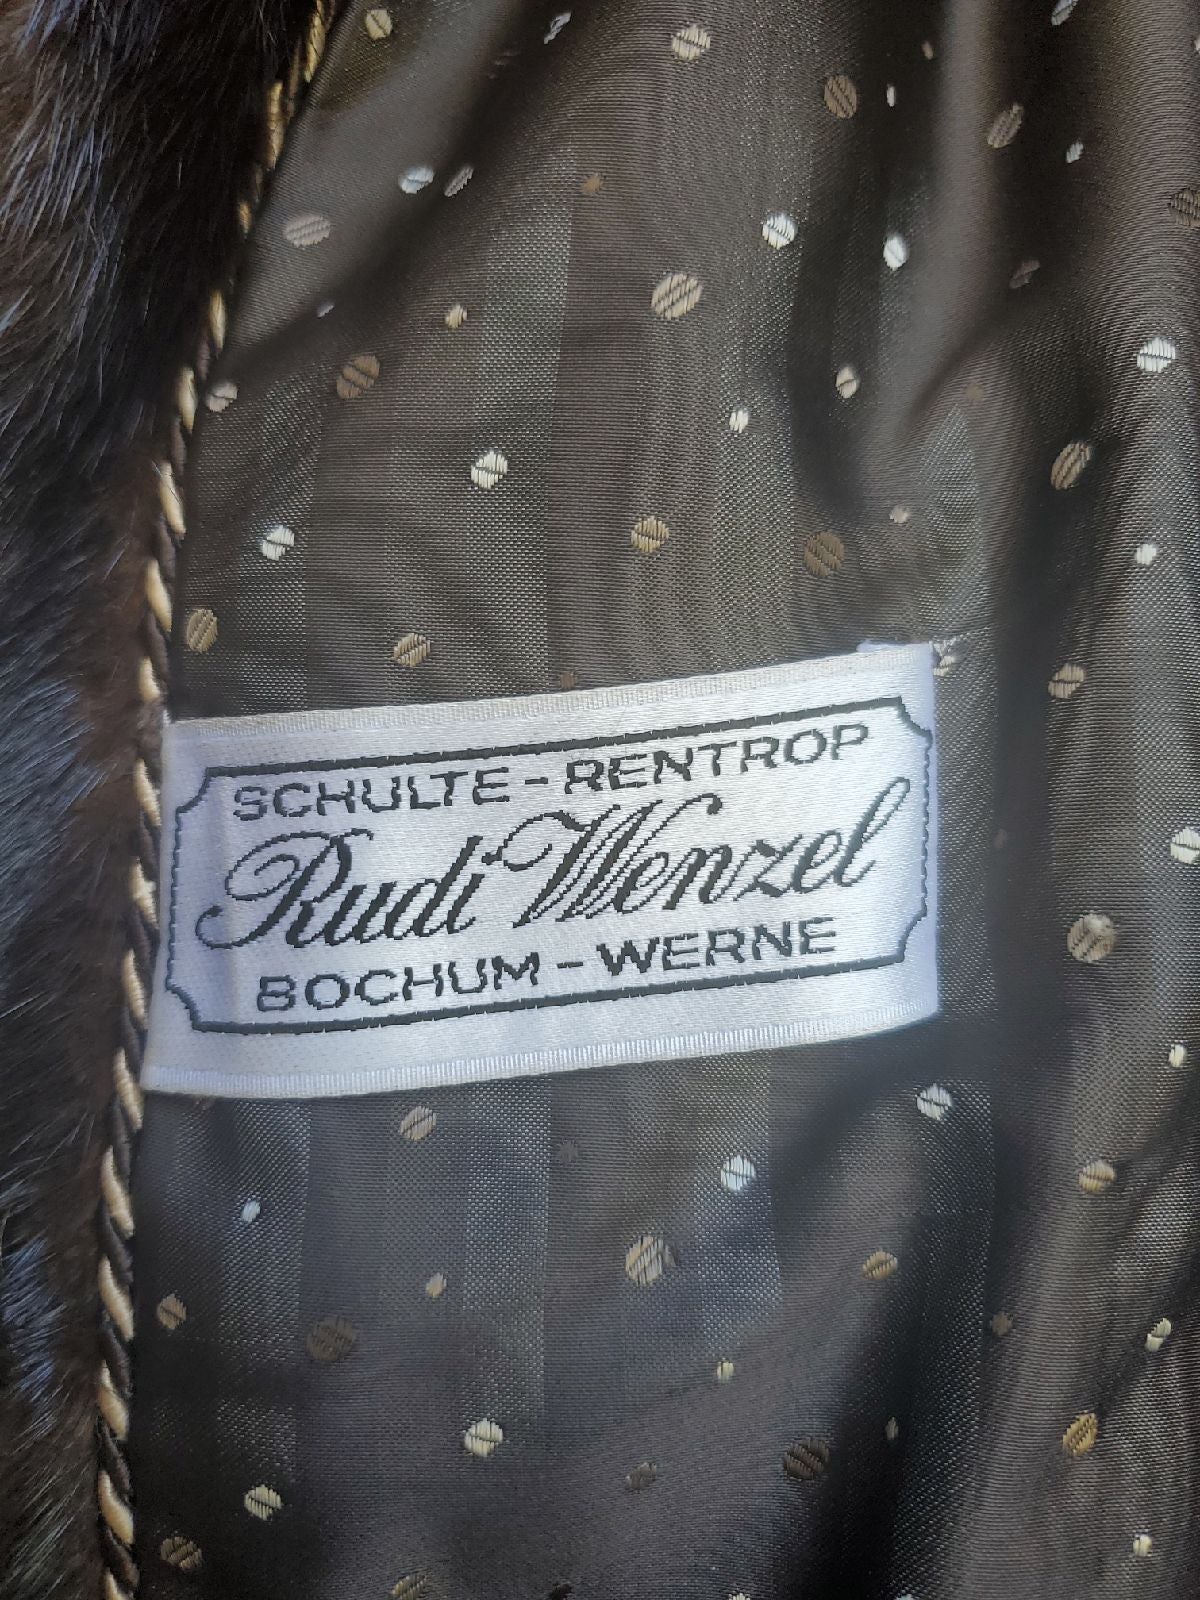 SCHULTE - RENTROP
Rudi Wenzel
BOCHUM - WERNE